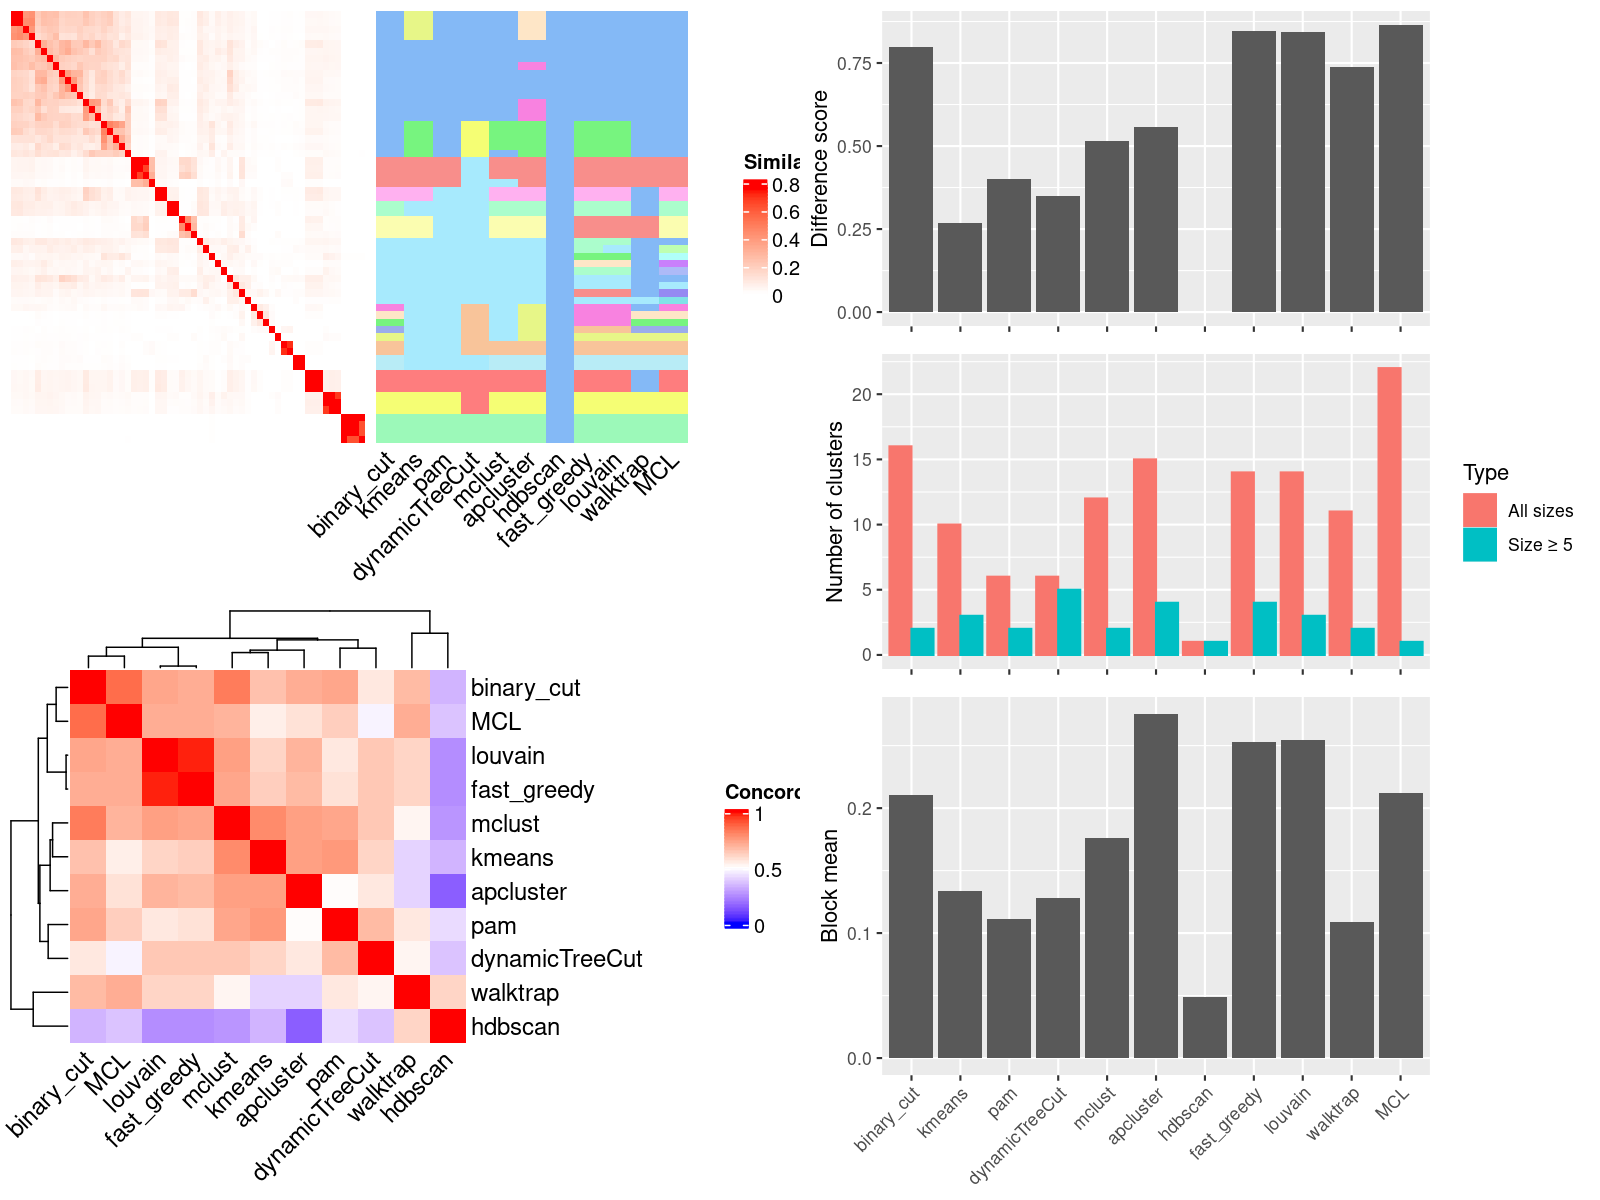 Simila
0.8
0.6
0.4
0.2
0
binary_cut
kmeans
pam
dynamicTreeCut
mclust
apcluster
hdbscan
fast_greedy
louvain
walktrap
MCL
binary_cut
MCL
louvain
fast_greedy
mclust
kmeans
apcluster
pam
dynamicTreeCut
walktrap
hdbscan
Concord
1
0.5
0
binary_cut
MCL
louvain
fast_greedy
mclust
kmeans
apcluster
pam
dynamicTreeCut
walktrap
hdbscan
Difference score
0.75
0.50
0.25
0.00
Number of clusters
20
15
10
5
0
Type
All sizes
Size ≥ 5
Block mean
0.2
0.1
0.0
binary_cut
kmeans
pam
dynamicTreeCut
mclust
apcluster
hdbscan
fast_greedy
louvain
walktrap
MCL